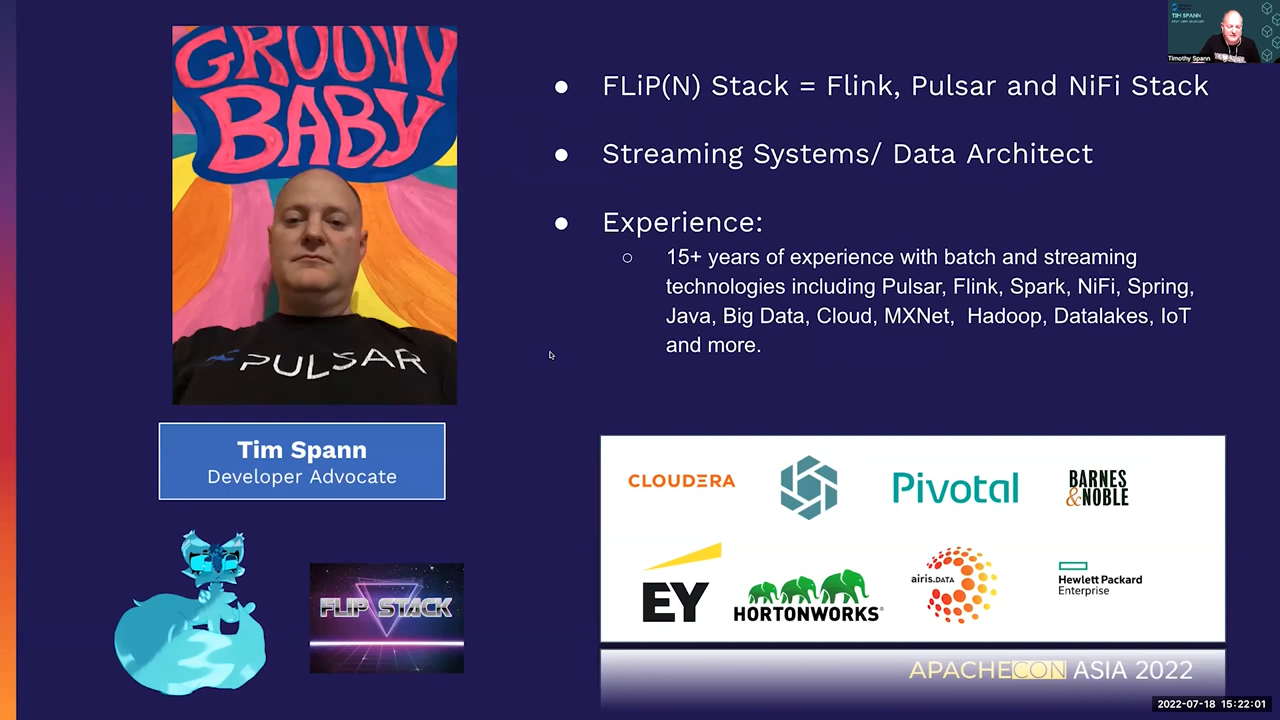 GROOVY
BABY
PULSAR
Tim Spann
Developer Advocate
FLIP STACK
● FLiP(N) Stack = Flink, Pulsar and NiFi Stack
● Streaming Systems/ Data Architect
● Experience:
○ 15+ years of experience with batch and streaming
technologies including Pulsar, Flink, Spark, NiFi, Spring,
Java, Big Data, Cloud, MXNet, Hadoop, Datalakes, IoT
and more.
CLOUDERA
Pivotal
BARNES
&NOBLE
EY
HORTONWORKS
airis.DATA
Hewlett Packard
Enterprise
APACHECON ASIA 2022
TIM SPANN
Timothy Spann
2022-07-18 15:22:01